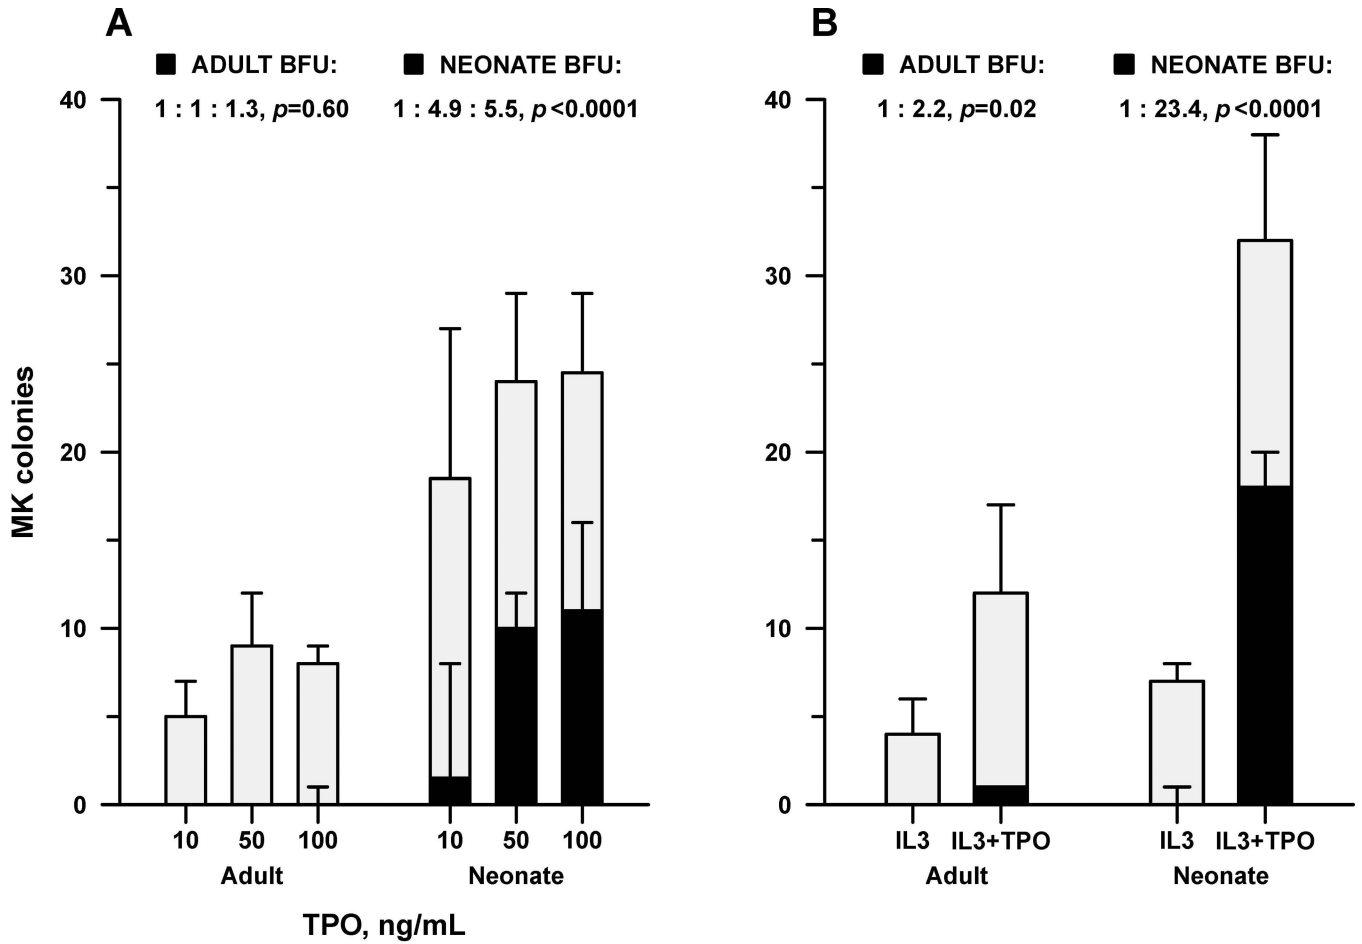 A
ADULT BFU: NEONATE BFU:
1 : 1 : 1.3, p=0.60 1 : 4.9 : 5.5, p<0.0001
40
30
20
10
0
MK colonies
10 50 100 10 50 100
Adult Neonate
TPO, ng/mL
B
ADULT BFU: NEONATE BFU:
1 : 2.2, p=0.02 1 : 23.4, p<0.0001
40
30
20
10
0
IL3 IL3+TPO IL3 IL3+TPO
Adult Neonate